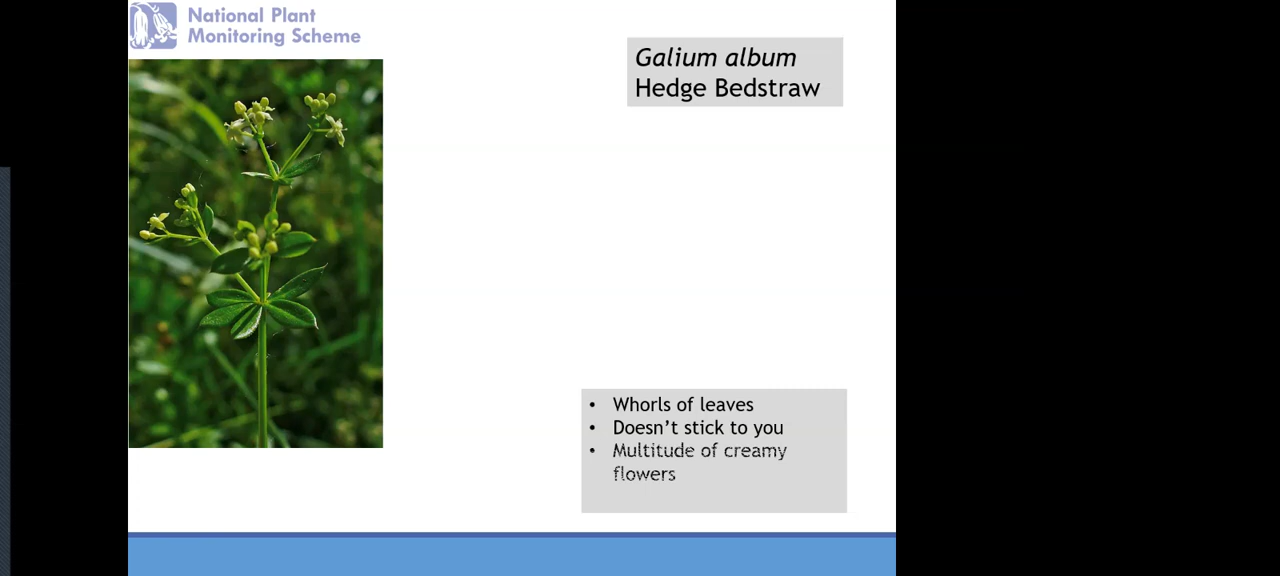 National Plant
Monitoring Scheme
Galium album
Hedge Bedstraw
• Whorls of leaves
• Doesn't stick to you
• Multitude of creamy
flowers